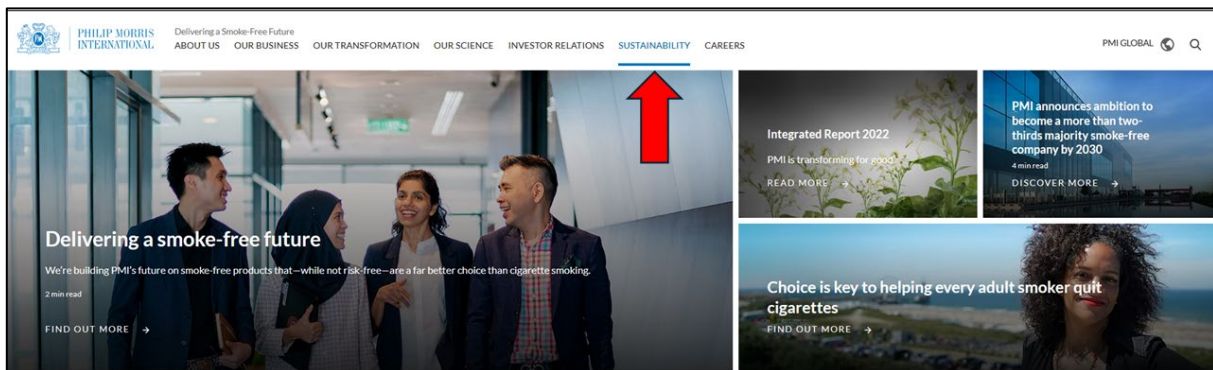 PHILIP MORRIS
INTERNATIONAL
Delivering a Smoke-Free Future
ABOUT US OUR BUSINESS OUR TRANSFORMATION OUR SCIENCE INVESTOR RELATIONS SUSTAINABILITY CAREERS
PMI GLOBAL
Delivering a smoke-free future
We're building PMI's future on smoke-free products that—while not risk-free—are a far better choice than cigarette smoking.
2 min read
FIND OUT MORE →
Integrated Report 2022
PMI is transforming for good
READ MORE →
PMI announces ambition to
become a more than two-
thirds majority smoke-free
company by 2030
4 min read
DISCOVER MORE →
Choice is key to helping every adult smoker quit
cigarettes
FIND OUT MORE →